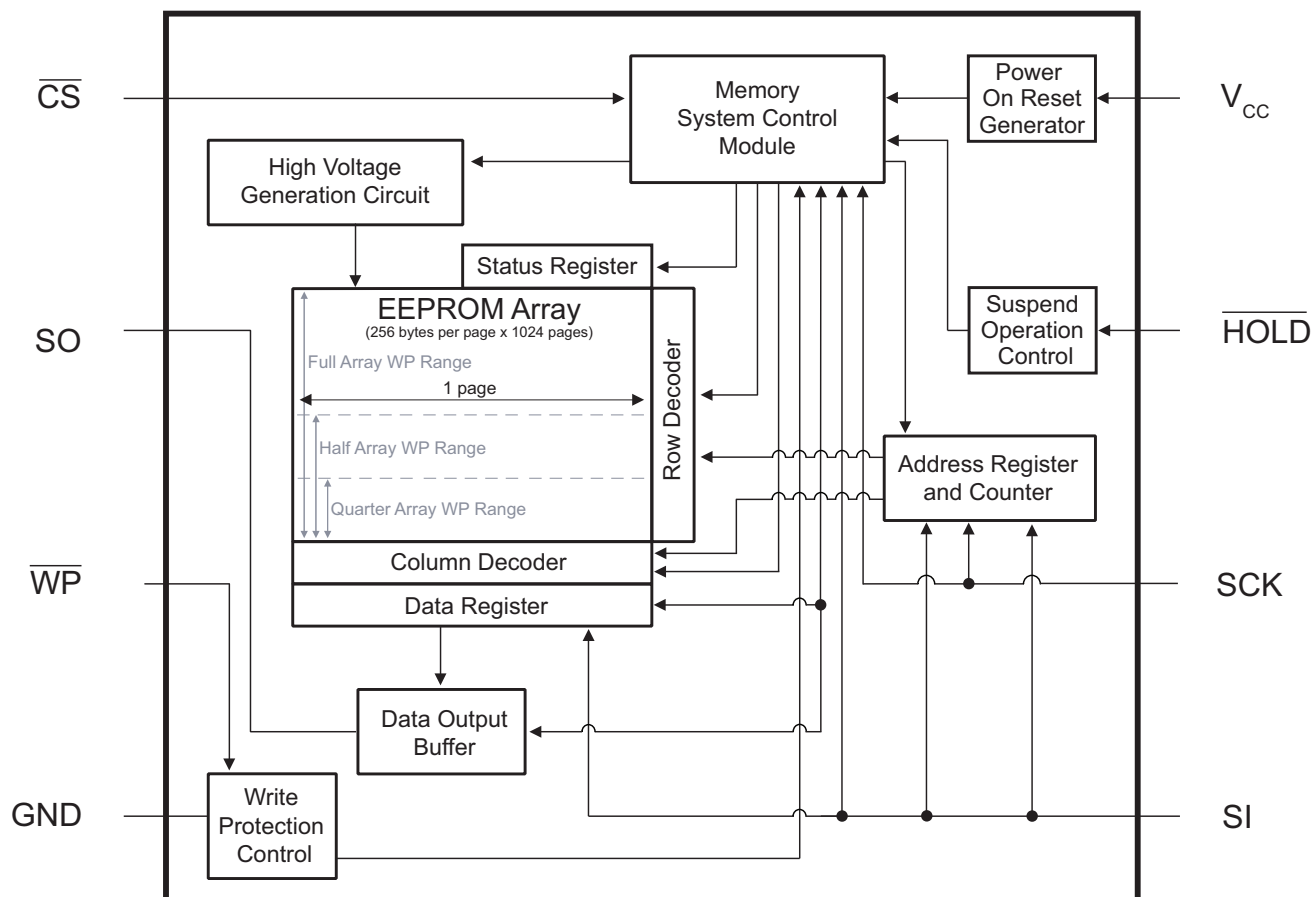 CS
Memory
System Control
Module
Power
On Reset
Generator
VCC
High Voltage
Generation Circuit
Status Register
EEPROM Array
(256 bytes per page x 1024 pages)
SO
Full Array WP Range
1 page
Row Decoder
Suspend
Operation
Control
HOLD
Half Array WP Range
Quarter Array WP Range
Address Register
and Counter
Column Decoder
WP
Data Register
SCK
Data Output
Buffer
GND
Write
Protection
Control
SI